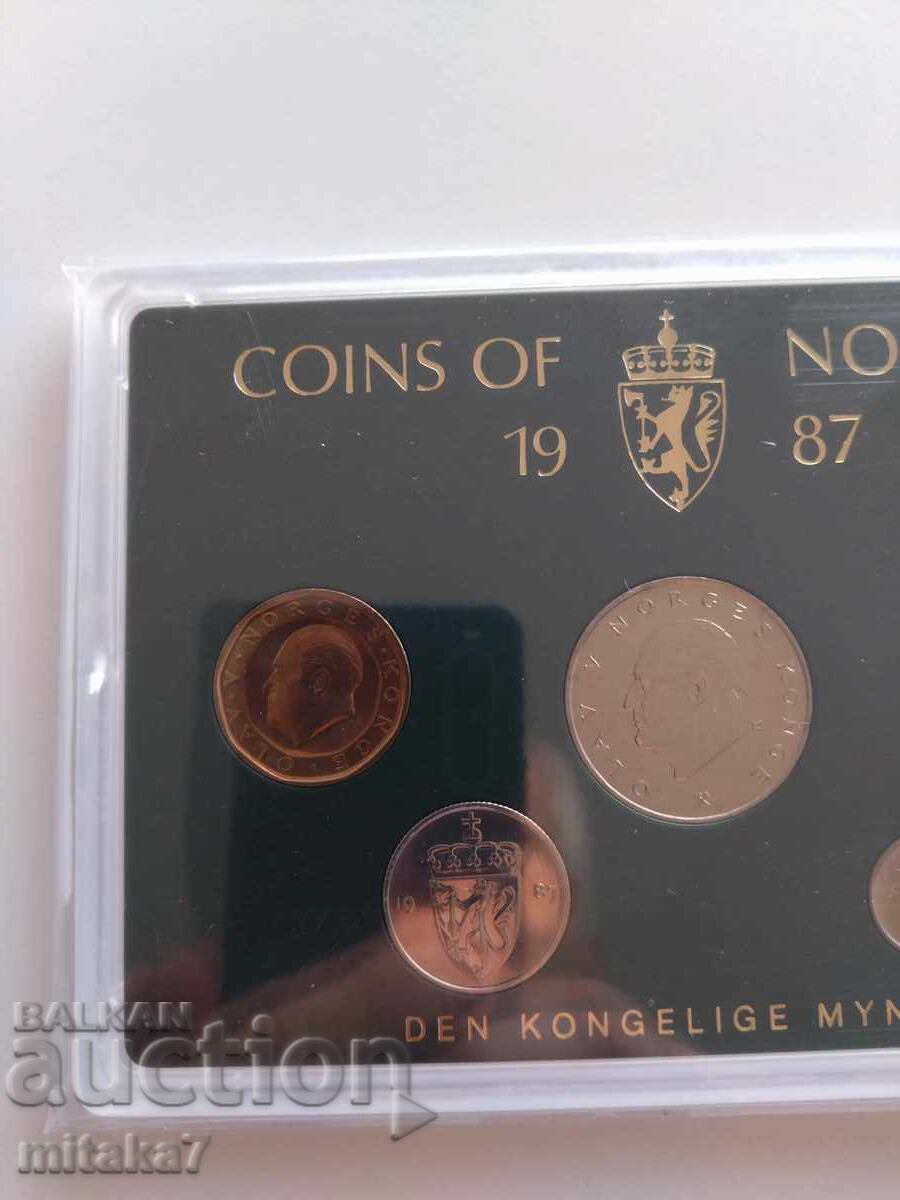 COINS OF NO
19 87
OLAV · V · NORGES · KONGE
OLAV V NORGES KONGE
19 87
DEN KONGELIGE MYN
BALKAN
auction
mitaka7